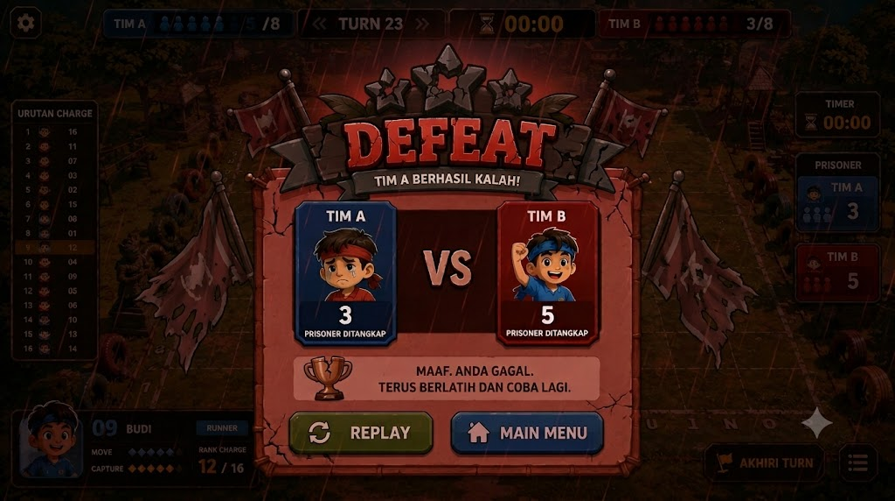 TIM A
5/8
TURN 23
00:00
TIM B
3/8
URUTAN CHARGE
1 16
2 11
3 07
4 03
5 02
6 15
7 08
8 01
9 12
10 04
11 09
12 05
13 06
14 10
15 13
16 14
DEFEAT
TIM A BERHASIL KALAH!
TIM A
3
PRISONER DITANGKAP
VS
TIM B
5
PRISONER DITANGKAP
MAAF. ANDA GAGAL.
TERUS BERLATIH DAN COBA LAGI.
REPLAY
MAIN MENU
TIMER
00:00
PRISONER
TIM A
3
TIM B
5
09 BUDI
RUNNER
MOVE
CAPTURE
RANK CHARGE
12 / 16
AKHIRI TURN